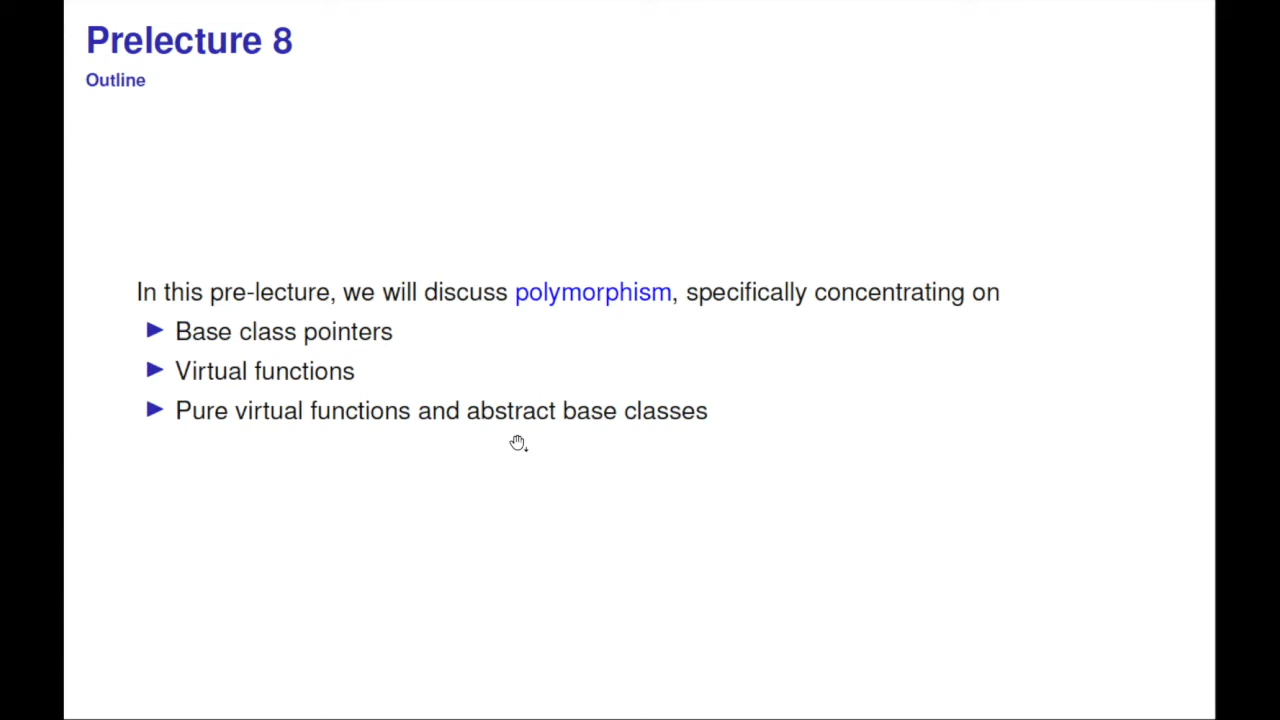 Prelecture 8
Outline
In this pre-lecture, we will discuss polymorphism, specifically concentrating on
Base class pointers
Virtual functions
Pure virtual functions and abstract base classes